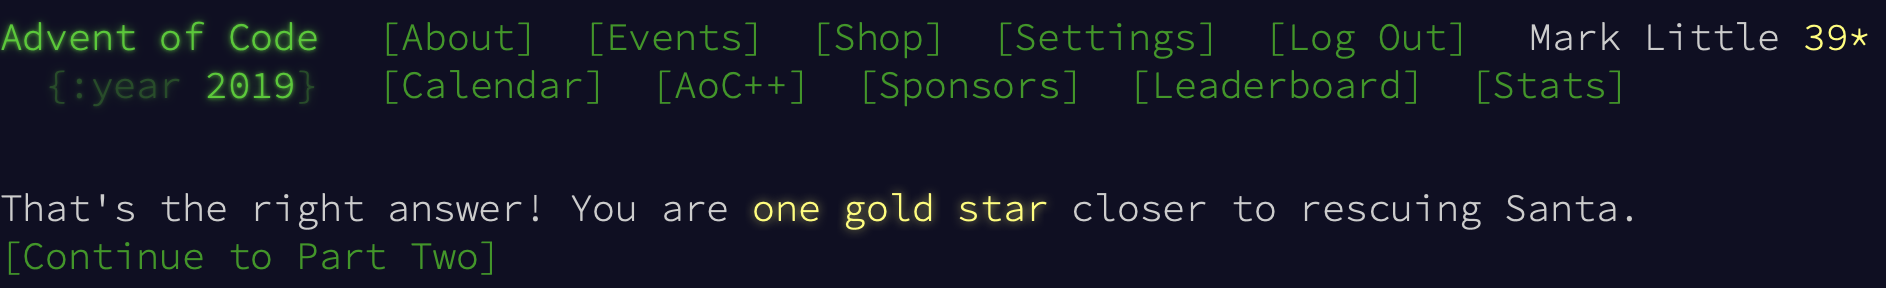 Advent of Code [About] [Events] [Shop] [Settings] [Log Out] Mark Little 39*
{:year 2019} [Calendar] [AoC++] [Sponsors] [Leaderboard] [Stats]
That's the right answer! You are one gold star closer to rescuing Santa.
[Continue to Part Two]